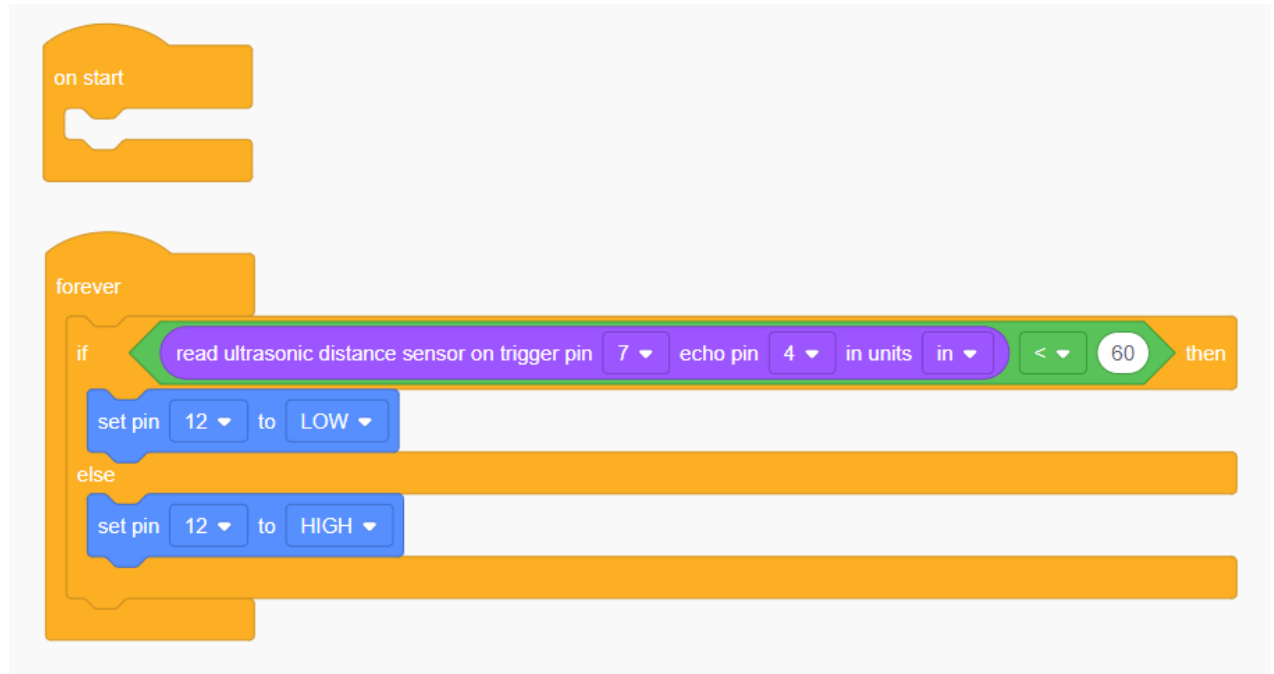 on start
forever
if read ultrasonic distance sensor on trigger pin 7 echo pin 4 in units in < 60 then
set pin 12 to LOW
else
set pin 12 to HIGH